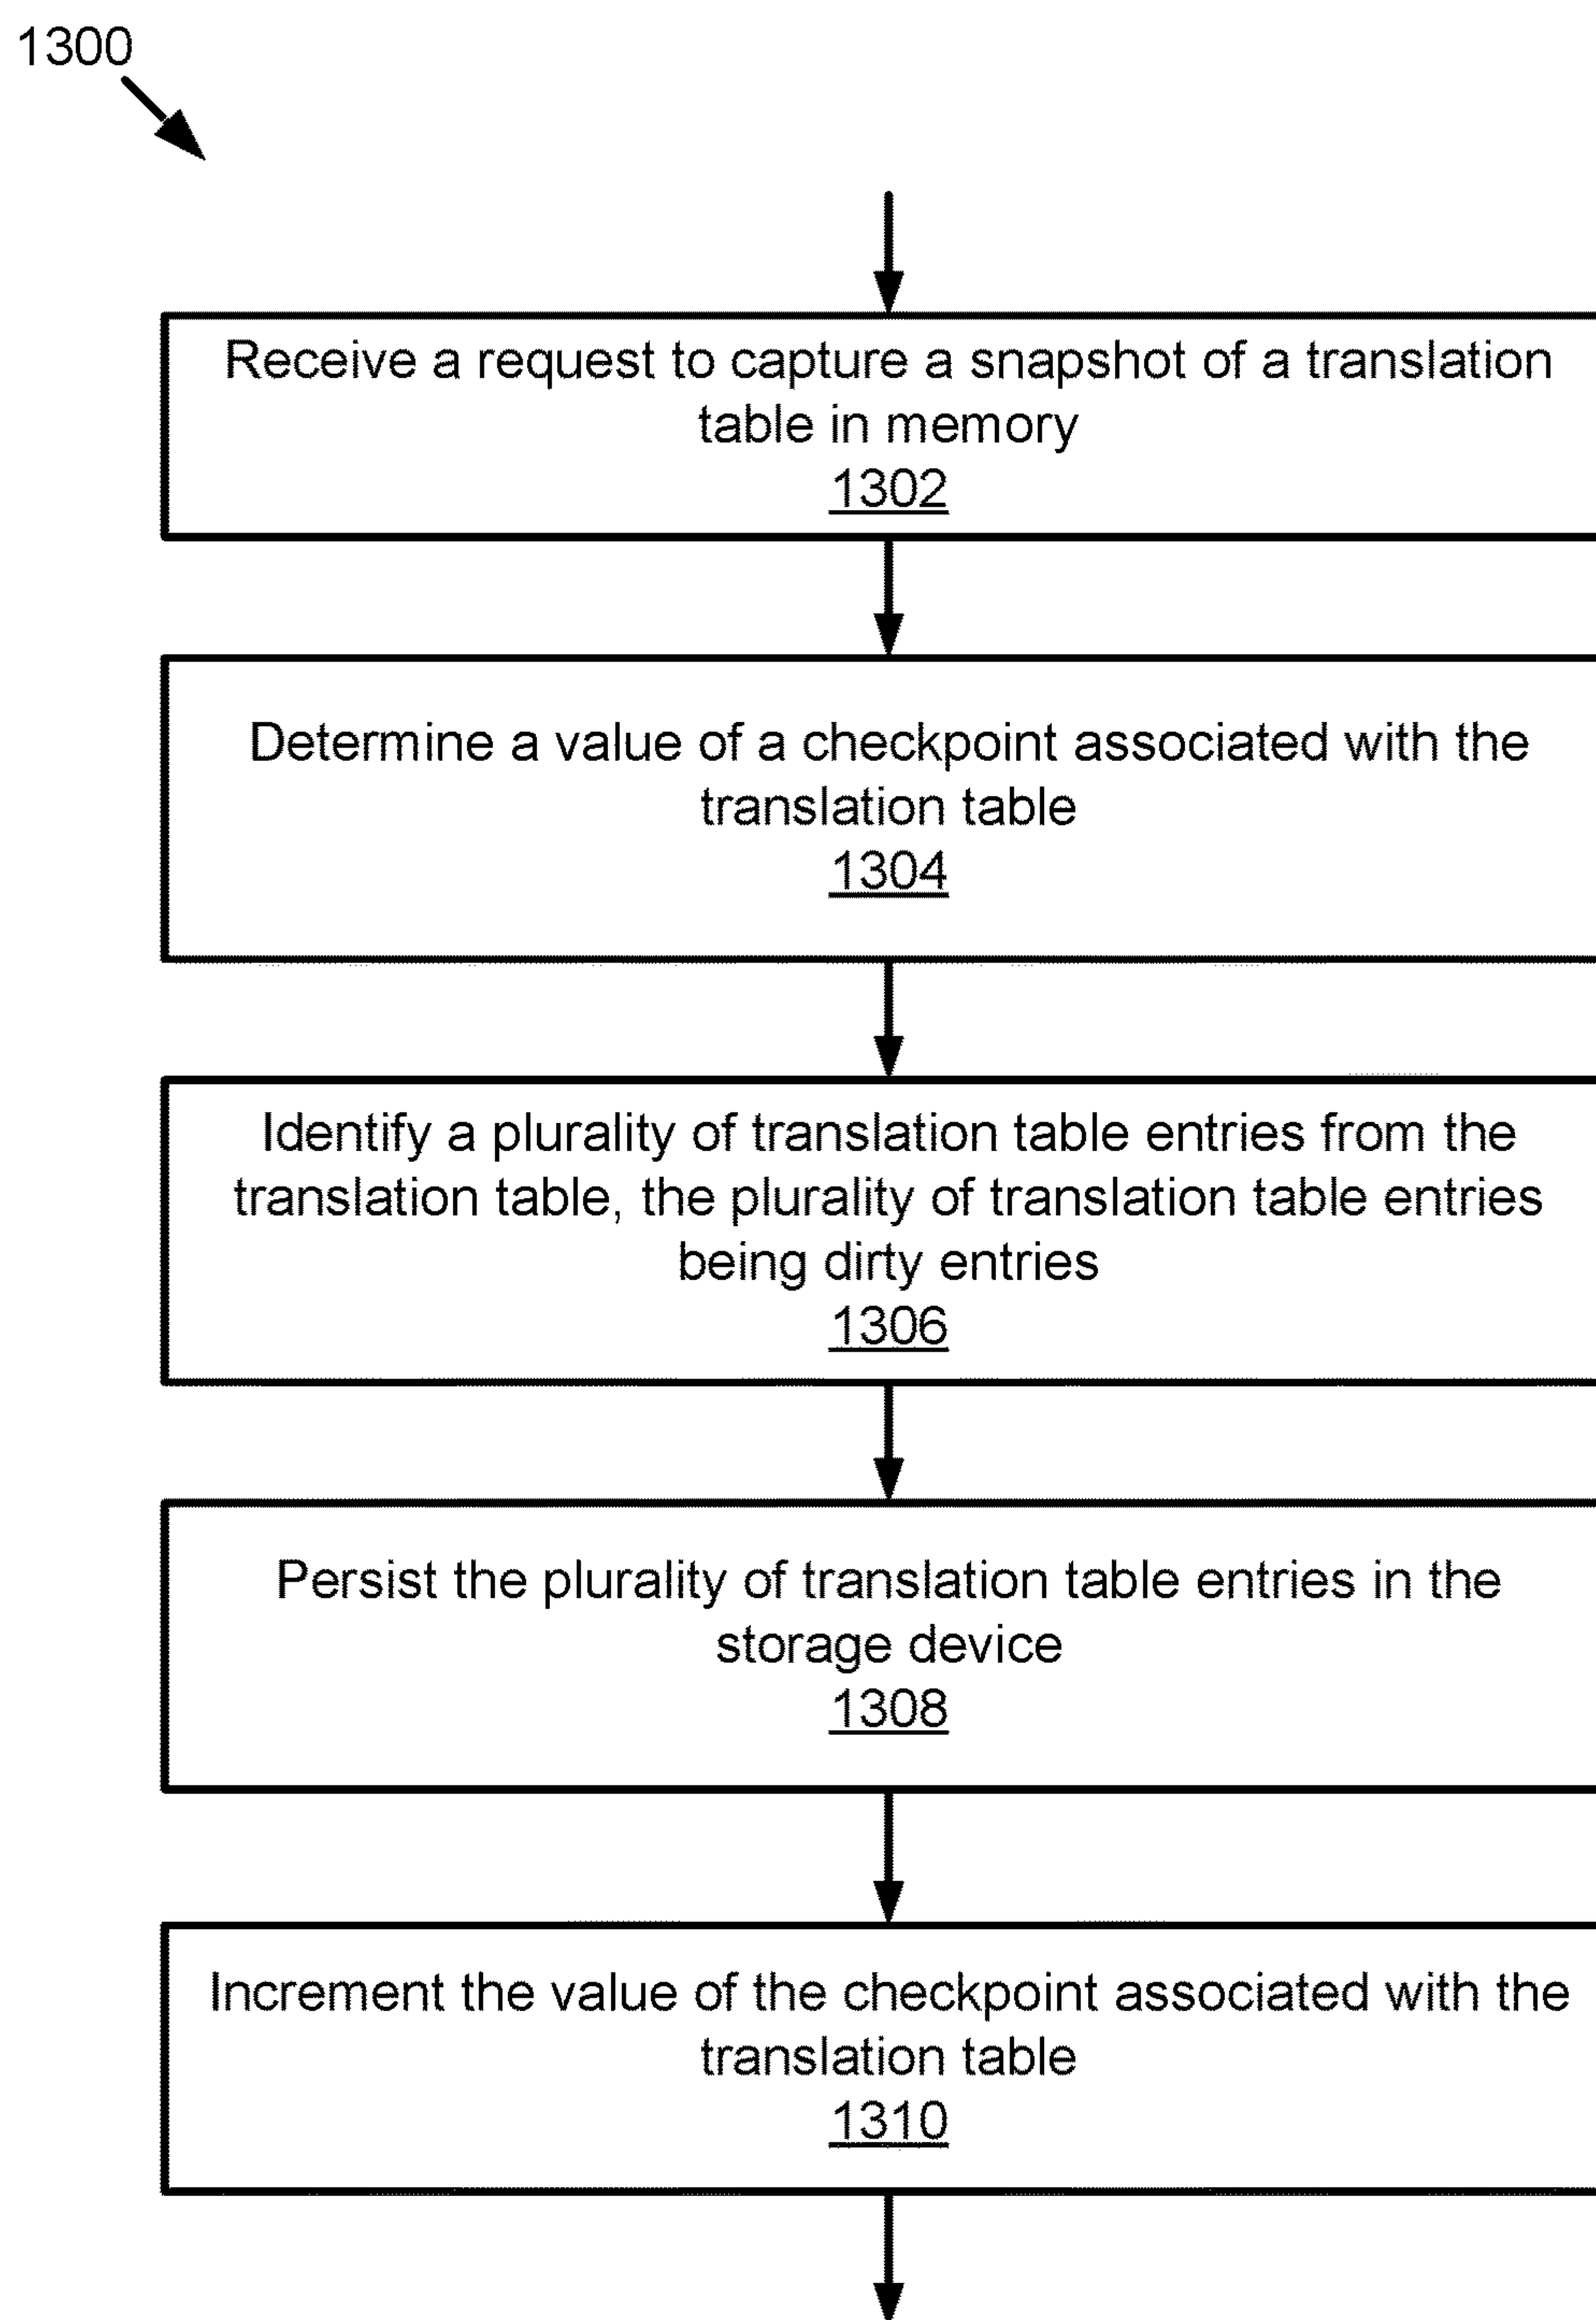 1300
Receive a request to capture a snapshot of a translation
table in memory
1302
Determine a value of a checkpoint associated with the
translation table
1304
Identify a plurality of translation table entries from the
translation table, the plurality of translation table entries
being dirty entries
1306
Persist the plurality of translation table entries in the
storage device
1308
Increment the value of the checkpoint associated with the
translation table
1310